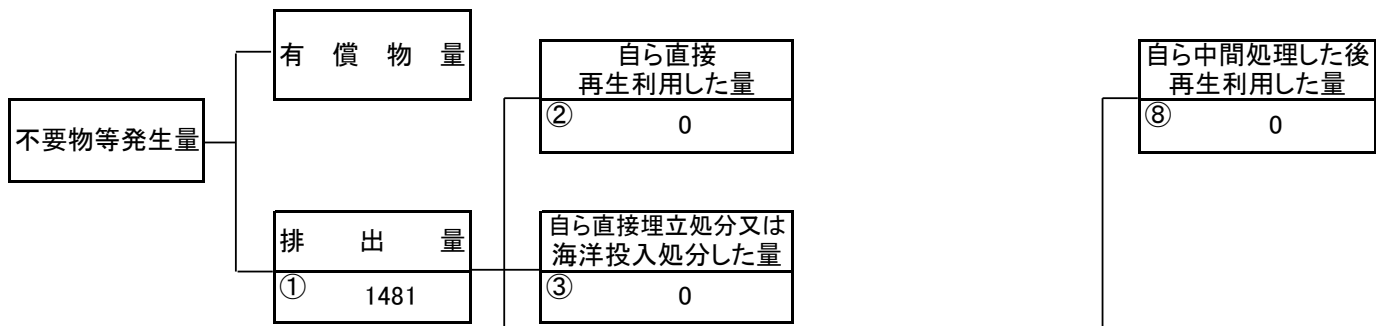 有償物量
自ら直接
再生利用した量
② 0
自ら中間処理した後
再生利用した量
⑧ 0
不要物等発生量
排出量
① 1481
自ら直接埋立処分又は
海洋投入処分した量
③ 0